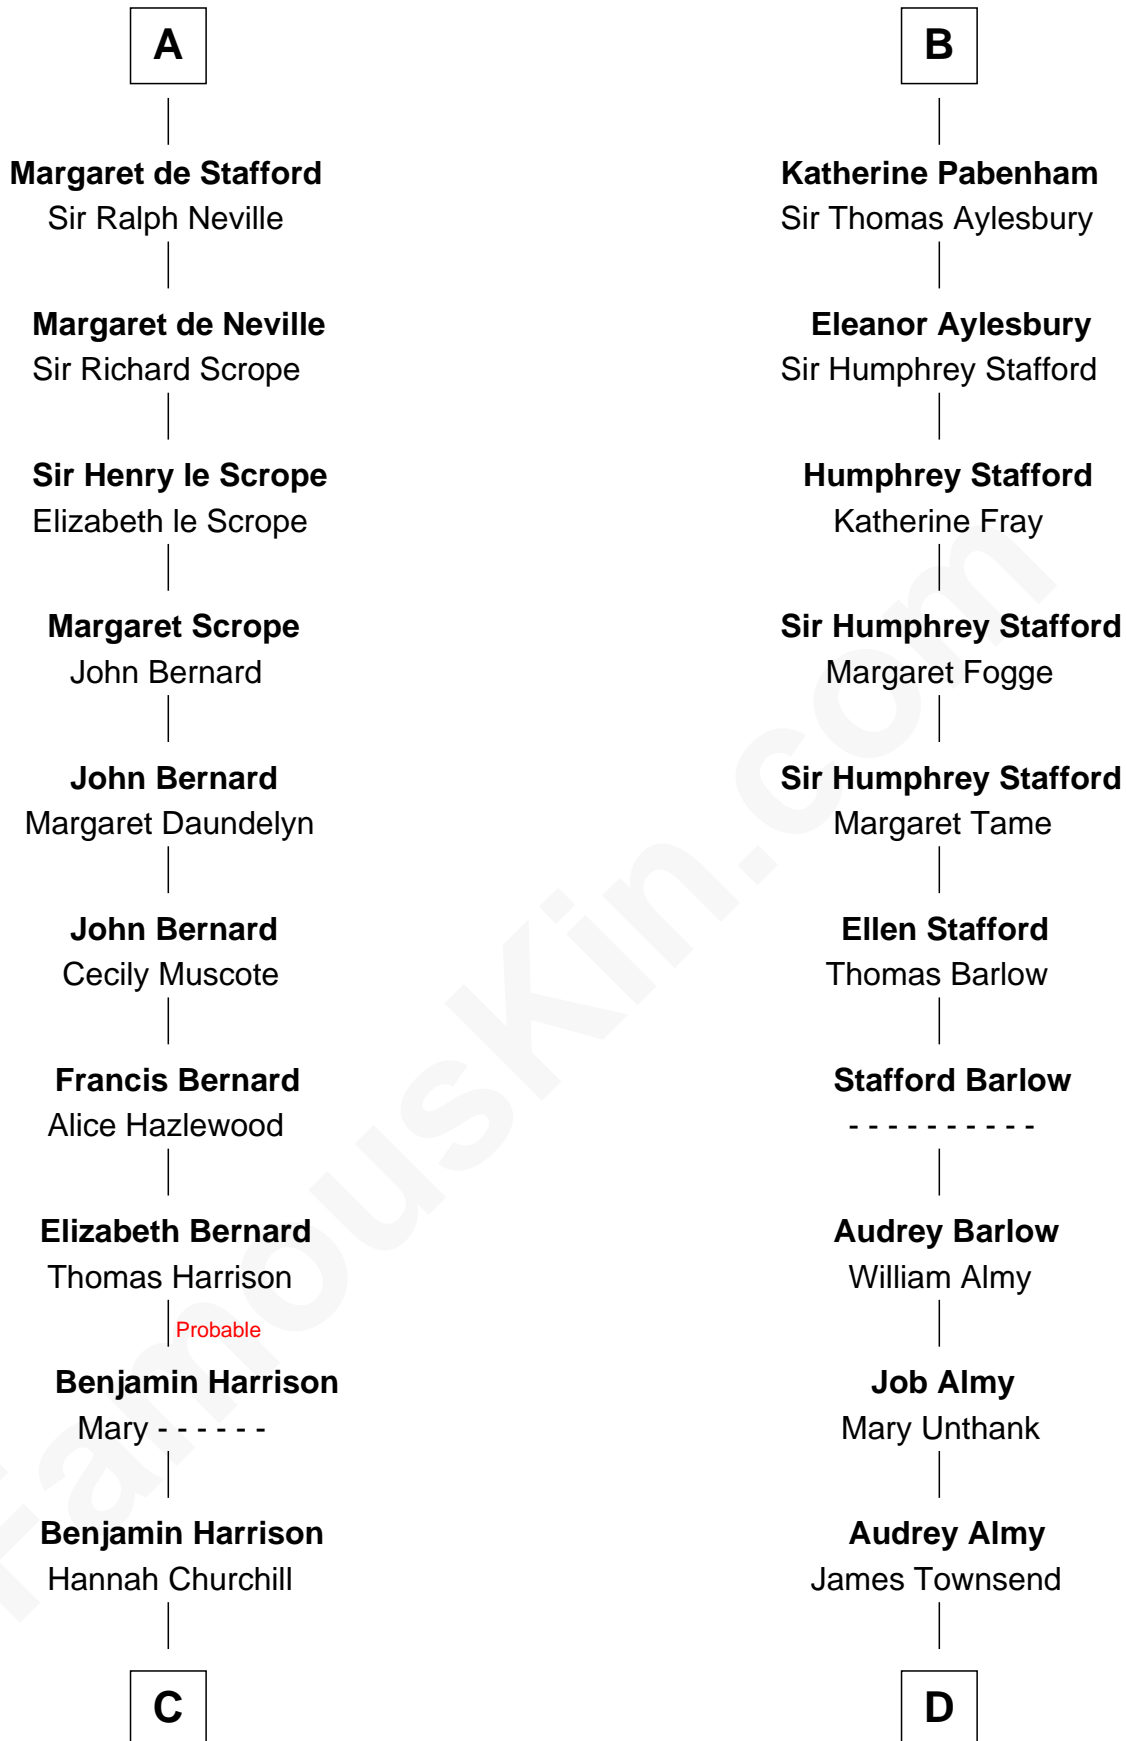 A
Margaret de Stafford
Sir Ralph Neville
Margaret de Neville
Sir Richard Scrope
Sir Henry le Scrope
Elizabeth le Scrope
Margaret Scrope
John Bernard
John Bernard
Margaret Daundelyn
John Bernard
Cecily Muscote
Francis Bernard
Alice Hazlewood
Elizabeth Bernard
Thomas Harrison
Probable
Benjamin Harrison
Mary - - - - - -
Benjamin Harrison
Hannah Churchill
C
B
Katherine Pabenham
Sir Thomas Aylesbury
Eleanor Aylesbury
Sir Humphrey Stafford
Humphrey Stafford
Katherine Fray
Sir Humphrey Stafford
Margaret Fogge
Sir Humphrey Stafford
Margaret Tame
Ellen Stafford
Thomas Barlow
Stafford Barlow
- - - - - - - - - -
Audrey Barlow
William Almy
Job Almy
Mary Unthank
Audrey Almy
James Townsend
D
FamousKin.com